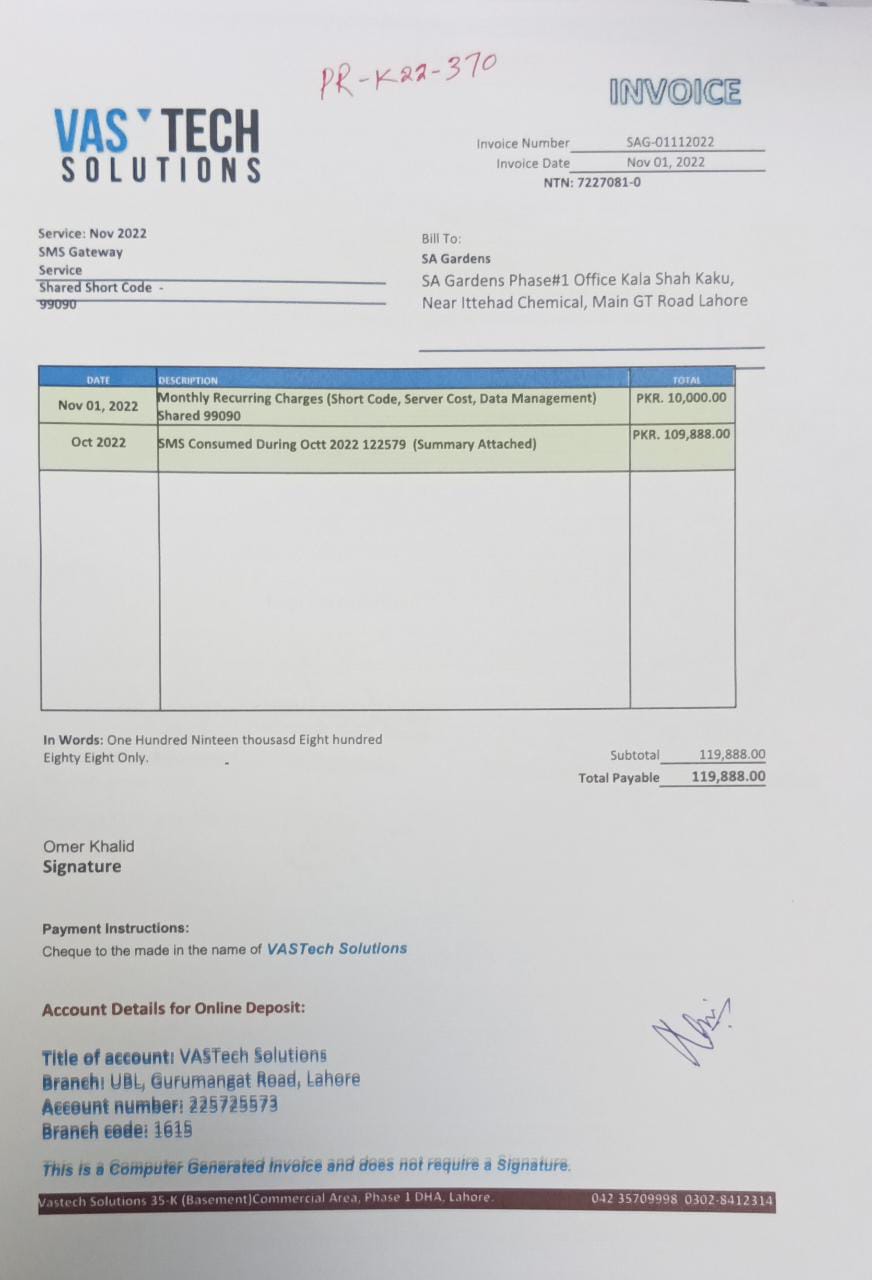 PR-K22-370
INVOICE
VAS TECH
SOLUTIONS
Invoice Number SAG-01112022
Invoice Date Nov 01, 2022
NTN: 7227081-0
Service: Nov 2022
SMS Gateway
Service
Shared Short Code -
99090
Bill To:
SA Gardens
SA Gardens Phase#1 Office Kala Shah Kaku,
Near Ittehad Chemical, Main GT Road Lahore
DATE DESCRIPTION TOTAL
Nov 01, 2022 Monthly Recurring Charges (Short Code, Server Cost, Data Management) PKR. 10,000.00
Shared 99090
Oct 2022 SMS Consumed During Octt 2022 122579 (Summary Attached) PKR. 109,888.00
In Words: One Hundred Ninteen thousasd Eight hundred
Eighty Eight Only.
Subtotal 119,888.00
Total Payable 119,888.00
Omer Khalid
Signature
Payment Instructions:
Cheque to the made in the name of VASTech Solutions
Account Details for Online Deposit:
Title of account: VASTech Solutions
Branch: UBL, Gurumangat Road, Lahore
Account number: 225725573
Branch code: 1615
This is a Computer Generated Invoice and does not require a Signature.
Vastech Solutions 35-K (Basement)Commercial Area, Phase 1 DHA, Lahore. 042 35709998 0302-8412314